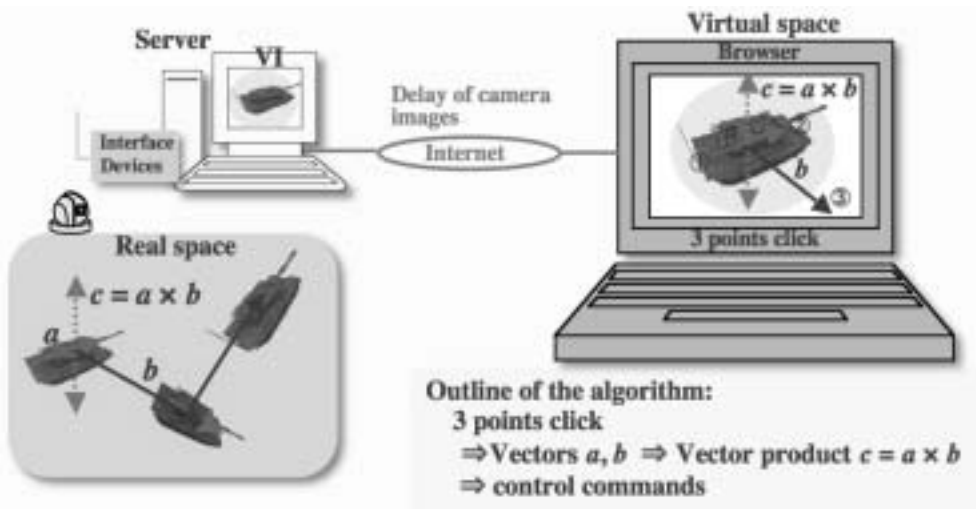 Server
VI
Interface
Devices
Delay of camera
images
Internet
Virtual space
Browser
c = a × b
b
③
3 points click
Real space
c = a × b
a
b
Outline of the algorithm:
3 points click
⇒Vectors a, b ⇒ Vector product c = a × b
⇒ control commands